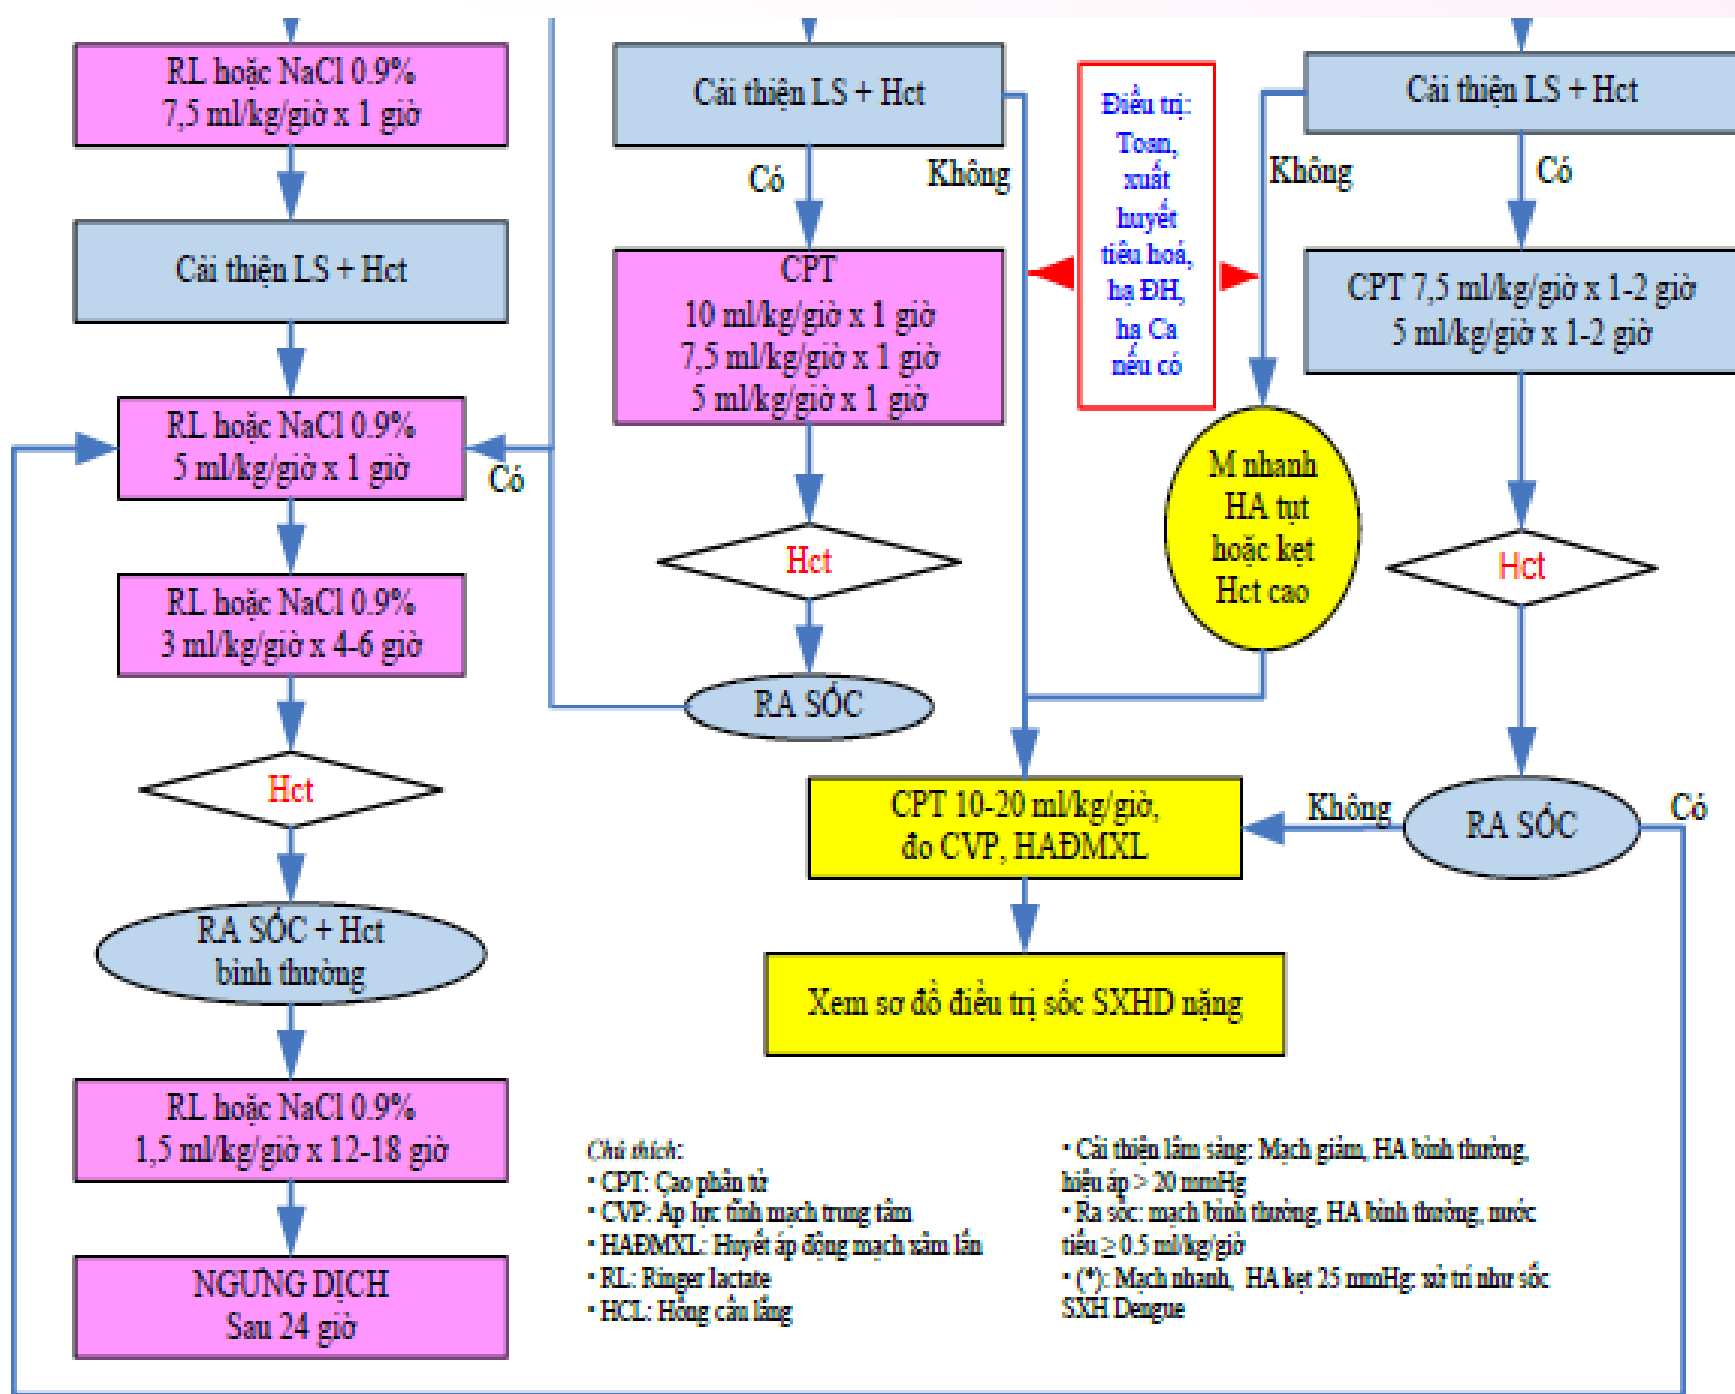 RL hoặc NaCl 0.9%
7,5 ml/kg/giờ x 1 giờ
Cải thiện LS + Hct
RL hoặc NaCl 0.9%
5 ml/kg/giờ x 1 giờ
Có
RL hoặc NaCl 0.9%
3 ml/kg/giờ x 4-6 giờ
Hct
RA SỐC + Hct
bình thường
RL hoặc NaCl 0.9%
1,5 ml/kg/giờ x 12-18 giờ
NGƯNG DỊCH
Sau 24 giờ
Cải thiện LS + Hct
Có
Không
CPT
10 ml/kg/giờ x 1 giờ
7,5 ml/kg/giờ x 1 giờ
5 ml/kg/giờ x 1 giờ
Hct
RA SỐC
Điều trị:
Toan,
xuất
huyết
tiêu hoá,
hạ ĐH,
hạ Ca
nếu có
Cải thiện LS + Hct
Không
Có
CPT 7,5 ml/kg/giờ x 1-2 giờ
5 ml/kg/giờ x 1-2 giờ
M nhanh
HA tụt
hoặc kẹt
Hct cao
Hct
RA SỐC
Không
Có
CPT 10-20 ml/kg/giờ,
đo CVP, HAĐMXL
Xem sơ đồ điều trị sốc SXHD nặng
Chú thích:
• CPT: Cao phân tử
• CVP: Áp lực tĩnh mạch trung tâm
• HAĐMXL: Huyết áp động mạch xâm lấn
• RL: Ringer lactate
• HCL: Hồng cầu lắng
• Cải thiện lâm sàng: Mạch giảm, HA bình thường,
hiệu áp > 20 mmHg
• Ra sốc: mạch bình thường, HA bình thường, nước
tiểu ≥ 0.5 ml/kg/giờ
• (*): Mạch nhanh, HA kẹt 25 mmHg: xử trí như sốc
SXH Dengue